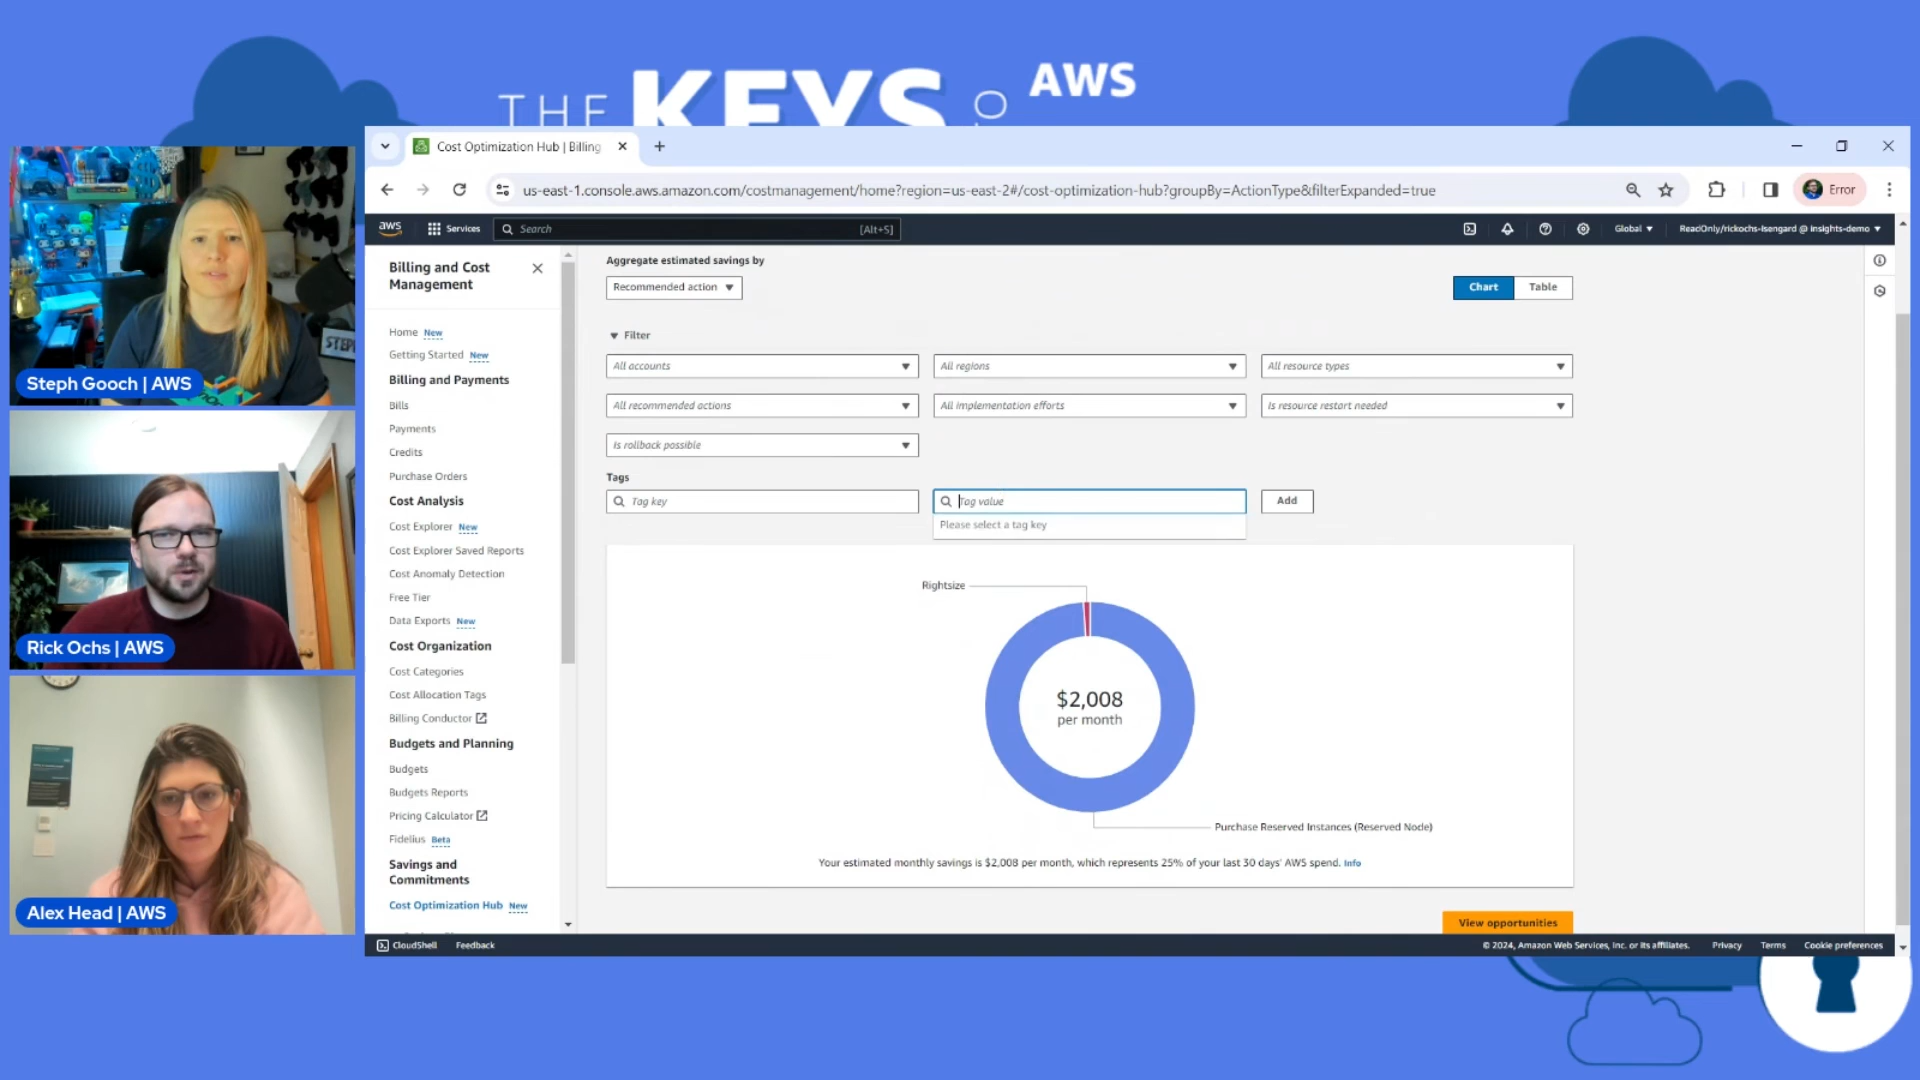 THE KEYS AWS
Steph Gooch | AWS
Rick Ochs | AWS
Alex Head | AWS
Cost Optimization Hub | Billing
us-east-1.console.aws.amazon.com/costmanagement/home?region=us-east-2#/cost-optimization-hub?groupBy=ActionType&filterExpanded=true
Error
aws Services Search [Alt+S] Global ReadOnly/rickochs-Isengard @ insights-demo
Billing and Cost
Management
Home New
Getting Started New
Billing and Payments
Bills
Payments
Credits
Purchase Orders
Cost Analysis
Cost Explorer New
Cost Explorer Saved Reports
Cost Anomaly Detection
Free Tier
Data Exports New
Cost Organization
Cost Categories
Cost Allocation Tags
Billing Conductor
Budgets and Planning
Budgets
Budgets Reports
Pricing Calculator
Fidelius Beta
Savings and
Commitments
Cost Optimization Hub New
Aggregate estimated savings by
Recommended action
Chart Table
Filter
All accounts All regions All resource types
All recommended actions All implementation efforts Is resource restart needed
Is rollback possible
Tags
Tag key Tag value Add
Please select a tag key
Rightsize
$2,008
per month
Purchase Reserved Instances (Reserved Node)
Your estimated monthly savings is $2,008 per month, which represents 25% of your last 30 days' AWS spend. Info
View opportunities
CloudShell Feedback © 2024, Amazon Web Services, Inc. or its affiliates. Privacy Terms Cookie preferences